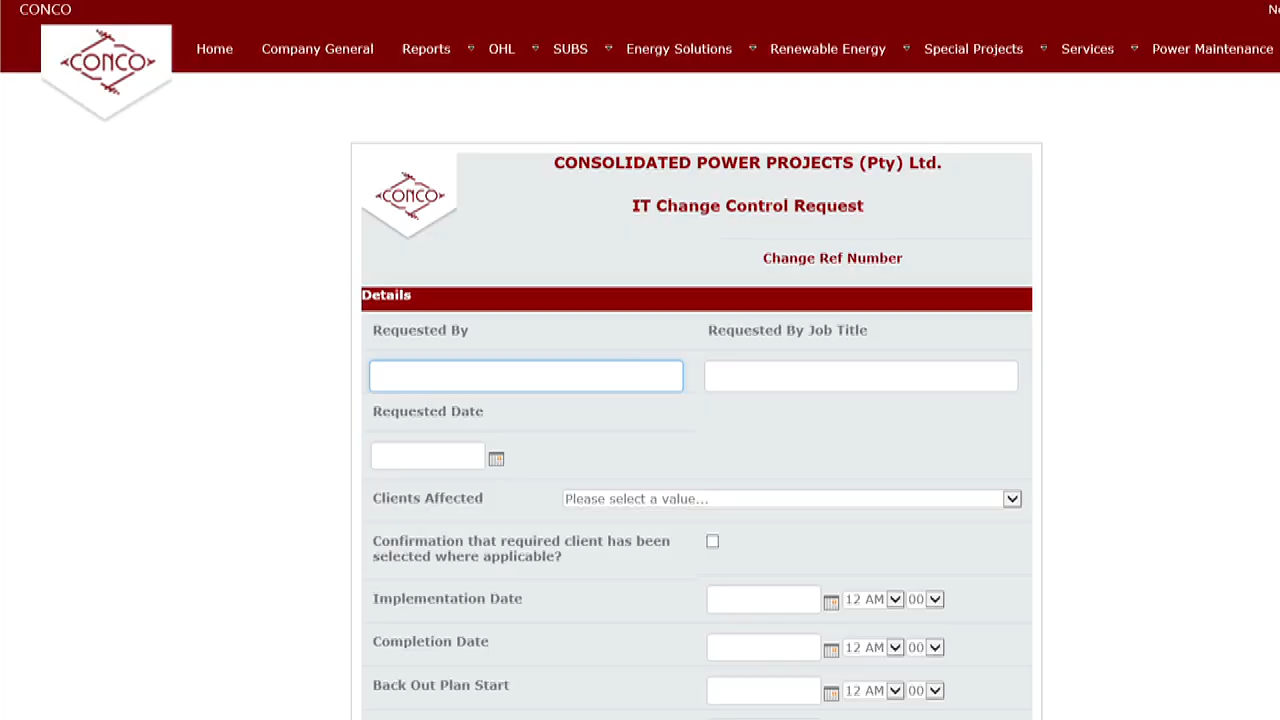 CONCO
Ne
CONCO
Home Company General Reports OHL SUBS Energy Solutions Renewable Energy Special Projects Services Power Maintenance
CONSOLIDATED POWER PROJECTS (Pty) Ltd.
CONCO
IT Change Control Request
Change Ref Number
Details
Requested By Requested By Job Title
Requested Date
Clients Affected Please select a value...
Confirmation that required client has been
selected where applicable?
Implementation Date 12 AM 00
Completion Date 12 AM 00
Back Out Plan Start 12 AM 00